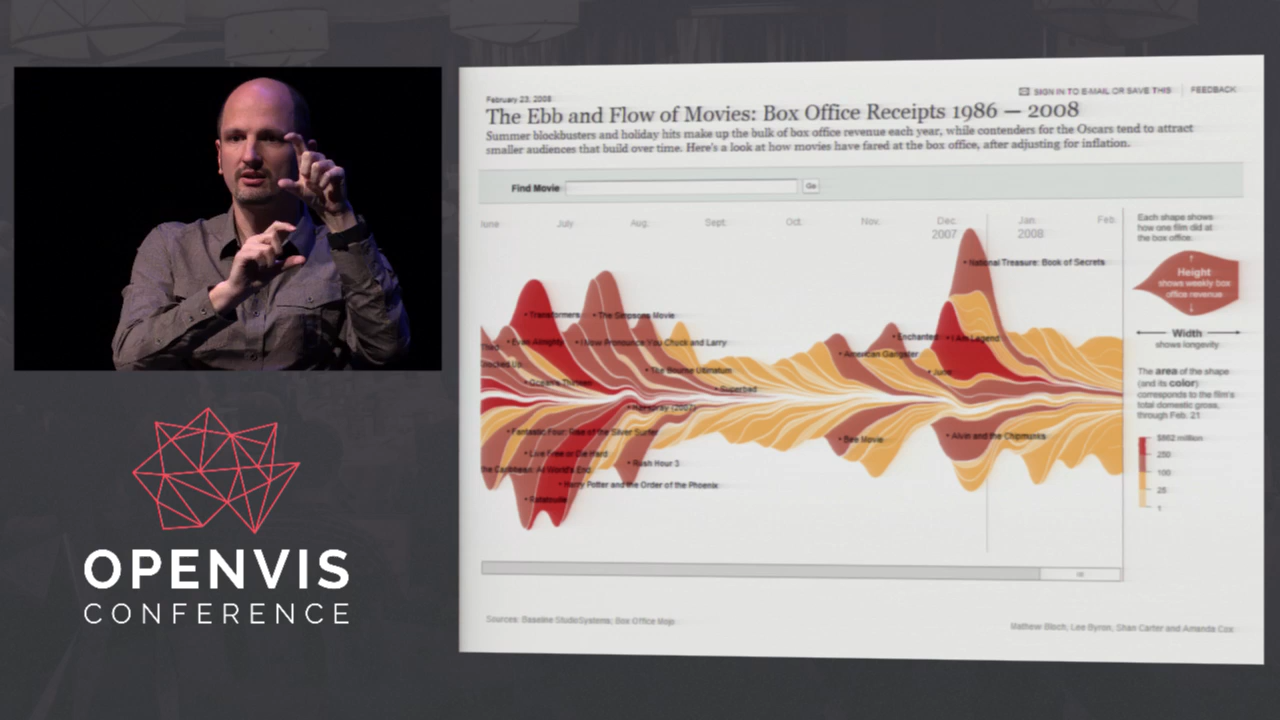 February 23, 2008
SIGN IN TO E-MAIL OR SAVE THIS
FEEDBACK
The Ebb and Flow of Movies: Box Office Receipts 1986 — 2008
Summer blockbusters and holiday hits make up the bulk of box office revenue each year, while contenders for the Oscars tend to attract
smaller audiences that build over time. Here's a look at how movies have fared at the box office, after adjusting for inflation.
Find Movie
Go
June
July
Aug.
Sept.
Oct.
Nov.
Dec.
2007
Jan.
2008
Feb.
Each shape shows
how one film did at
the box office.
Height
shows weekly box
office revenue
Width
shows longevity
The area of the shape
(and its color)
corresponds to the film's
total domestic gross,
through Feb. 21
250
100
25
1
National Treasure: Book of Secrets
Transformers
The Simpsons Movie
Enchanted
I Am Legend
Third
Evan Almighty
I Now Pronounce You Chuck and Larry
American Gangster
Knocked Up
The Bourne Ultimatum
Juno
Ocean's Thirteen
Superbad
Hairspray (2007)
Fantastic Four: Rise of the Silver Surfer
Bee Movie
Alvin and the Chipmunks
Live Free or Die Hard
the Caribbean: At World's End
Rush Hour 3
Harry Potter and the Order of the Phoenix
Ratatouille
Sources: Baseline StudioSystems; Box Office Mojo
Mathew Bloch, Lee Byron, Shan Carter and Amanda Cox
OPENVIS
CONFERENCE